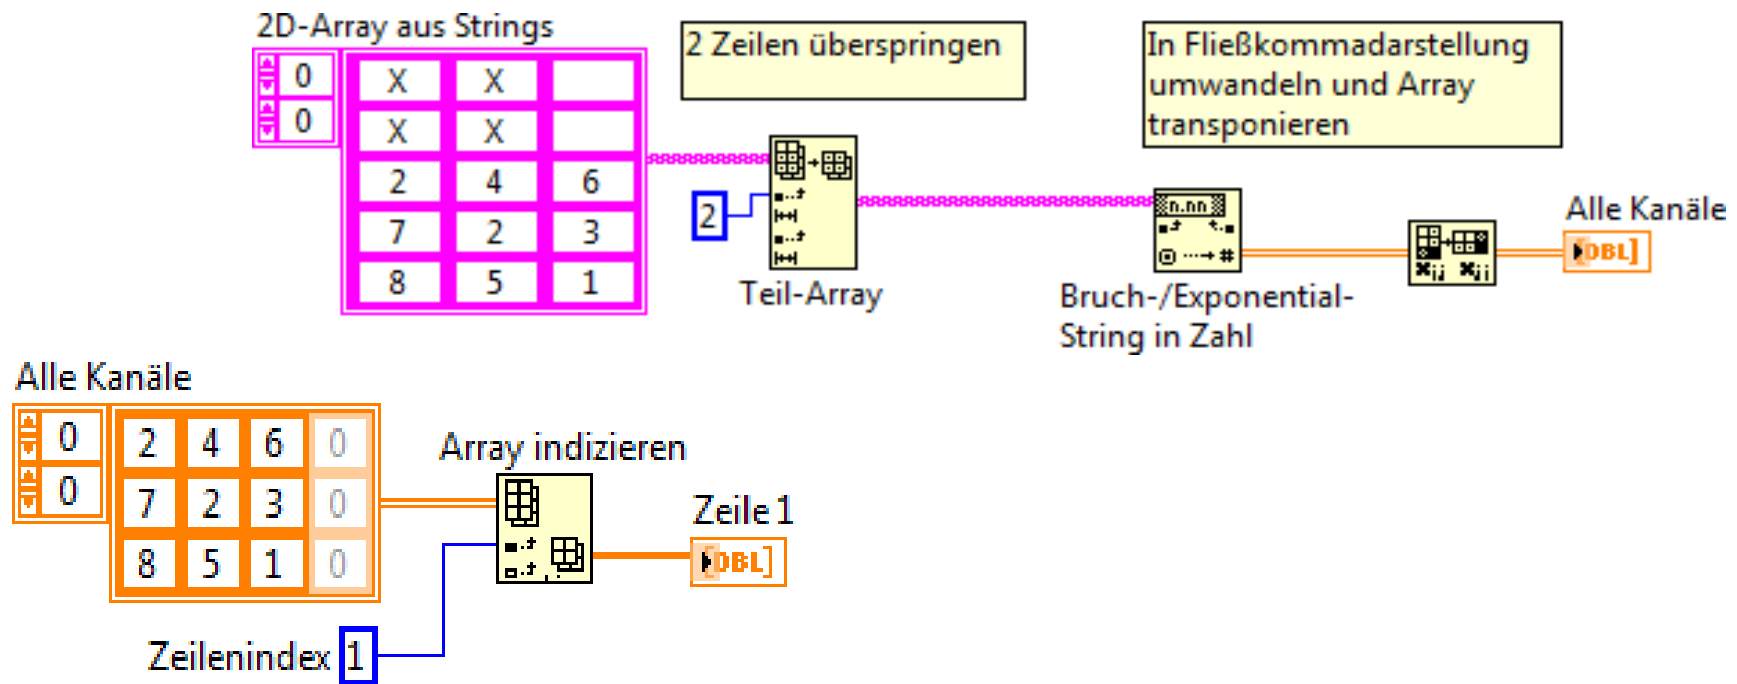 2D-Array aus Strings
0
0
X X
X X
2 4 6
7 2 3
8 5 1
2 Zeilen überspringen
2
Teil-Array
In Fließkommadarstellung
umwandeln und Array
transponieren
n.nn
#
Bruch-/Exponential-
String in Zahl
Alle Kanäle
DBL
Alle Kanäle
0
0
2 4 6 0
7 2 3 0
8 5 1 0
Array indizieren
Zeile 1
DBL
Zeilenindex 1